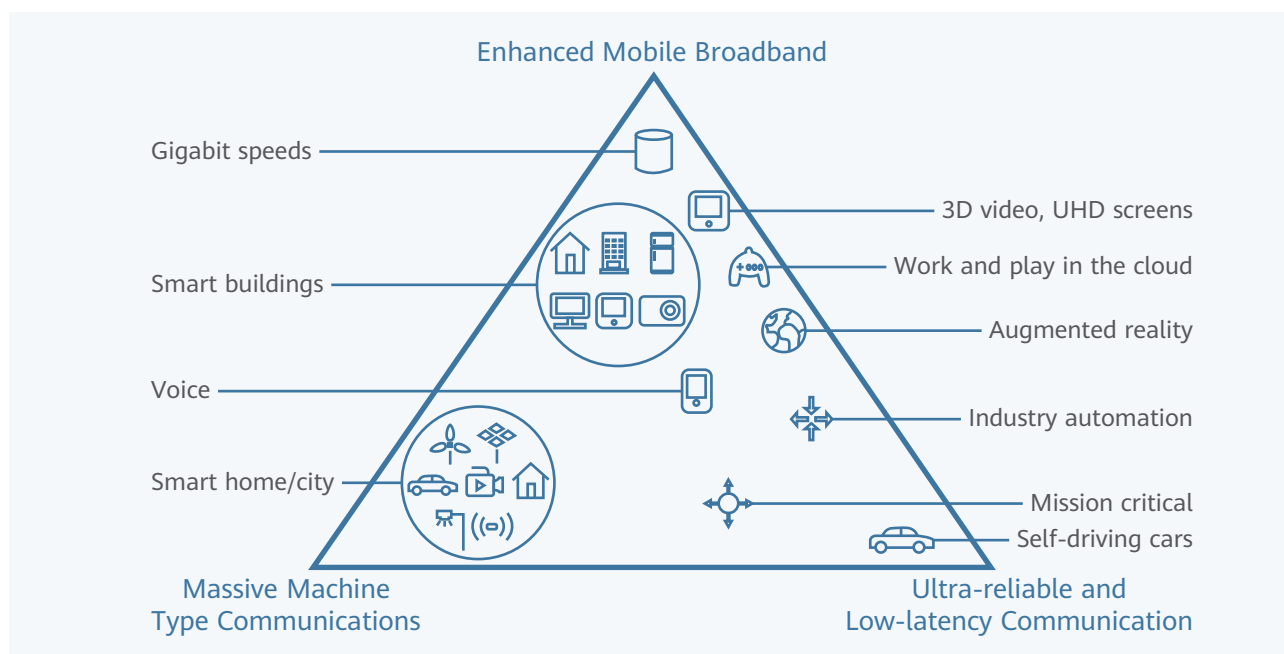 Enhanced Mobile Broadband
Gigabit speeds
3D video, UHD screens
Work and play in the cloud
Smart buildings
Augmented reality
Voice
Industry automation
Smart home/city
Mission critical
Self-driving cars
Massive Machine
Type Communications
Ultra-reliable and
Low-latency Communication